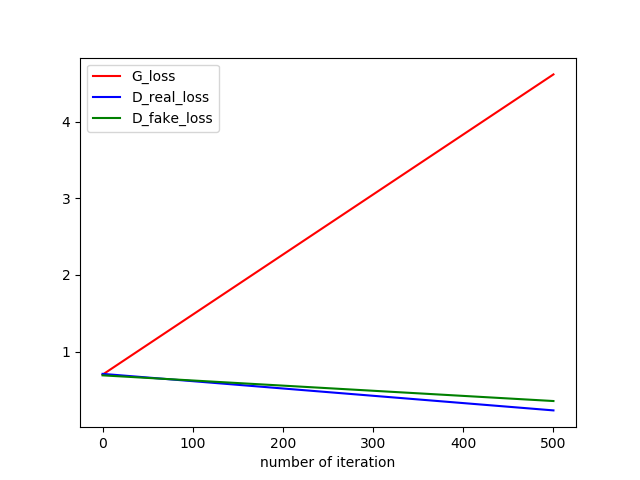 G_loss
D_real_loss
D_fake_loss
4
3
2
1
0 100 200 300 400 500
number of iteration